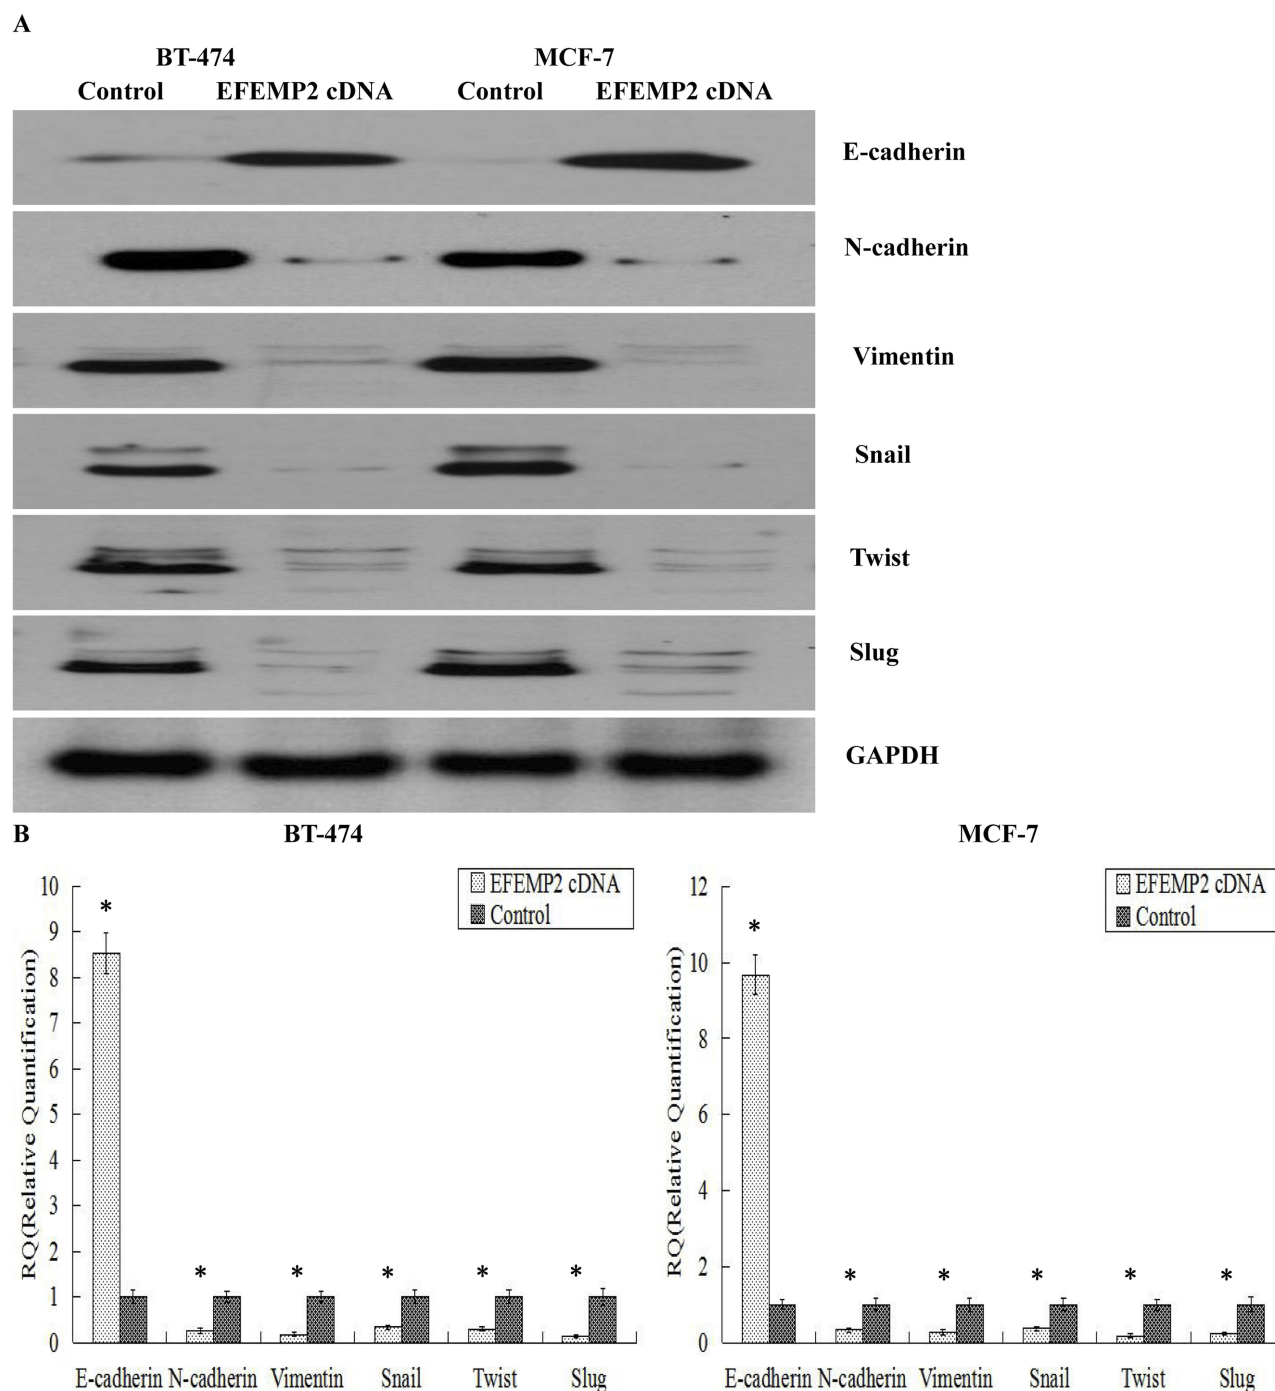 A
BT-474 MCF-7
Control EFEMP2 cDNA Control EFEMP2 cDNA
E-cadherin
N-cadherin
Vimentin
Snail
Twist
Slug
GAPDH
B BT-474 MCF-7
RQ(Relative Quantification)
10
9
8
7
6
5
4
3
2
1
0
EFEMP2 cDNA
Control
* * * * * *
E-cadherin N-cadherin Vimentin Snail Twist Slug
RQ(Relative Quantification)
12
10
8
6
4
2
0
EFEMP2 cDNA
Control
* * * * * *
E-cadherin N-cadherin Vimentin Snail Twist Slug